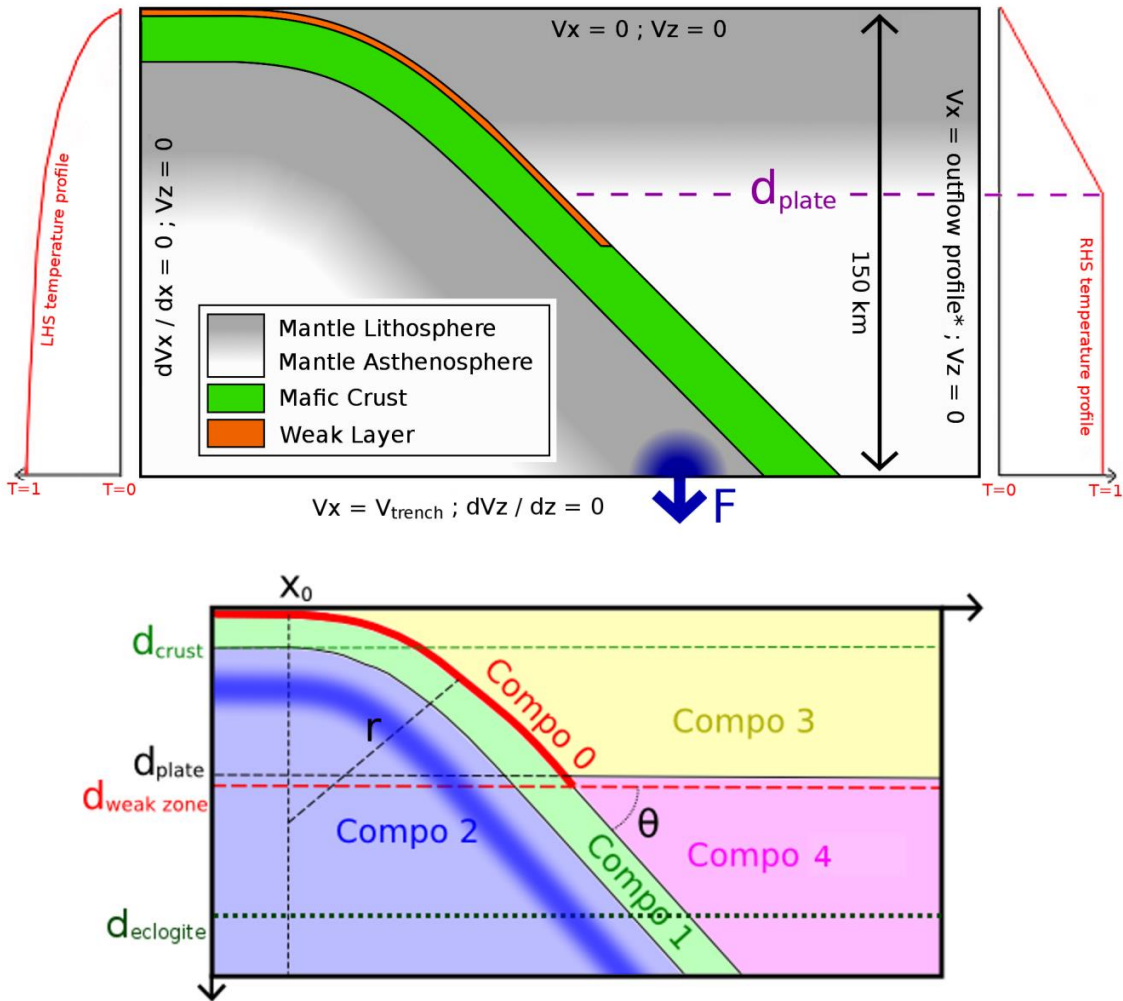 Vx = 0 ; Vz = 0
LHS temperature profile
dVx / dx = 0 ; Vz = 0
d plate
150 km
Vx = outflow profile* ; Vz = 0
RHS temperature profile
Mantle Lithosphere
Mantle Asthenosphere
Mafic Crust
Weak Layer
T=1
T=0
T=0
T=1
Vx = Vtrench ; dVz / dz = 0
F
x0
dcrust
Compo 0
r
Compo 3
dplate
dweak zone
θ
Compo 2
Compo 4
Compo 1
declogite